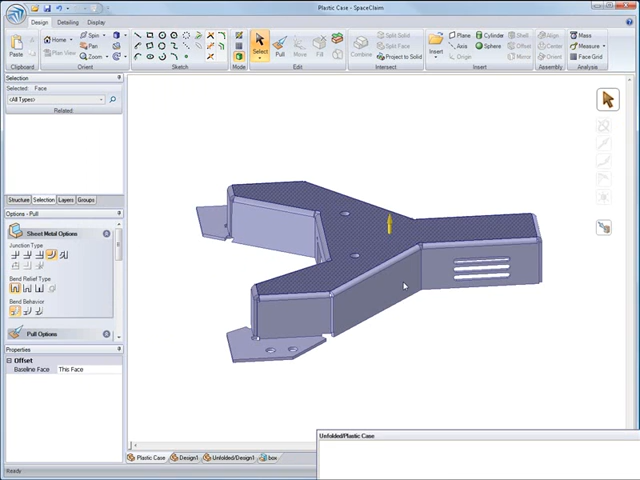 Plastic Case - SpaceClaim
Design Detailing Display
Paste
Clipboard
Home Spin
Plan View Pan
Zoom
Orient
Sketch
Mode
Select
Pull
Edit
Combine
Split Solid
Split Face
Project to Solid
Intersect
Insert
Plane Cylinder Shell
Axis Sphere Offset
Origin Mirror
Insert
Gear
Orient
Assembly
Mass
Measure
Face Grid
Analysis
Selection
Selected: Face
<All Types>
Related
Structure Selection Layers Groups
Options - Pull
Sheet Metal Options
Junction Type
Bend Relief Type
Bend Behavior
Pull Options
Properties
Offset
Baseline Face This Face
Unfolded/Plastic Case
Plastic Case Design1 Unfolded/Design1 box
Ready